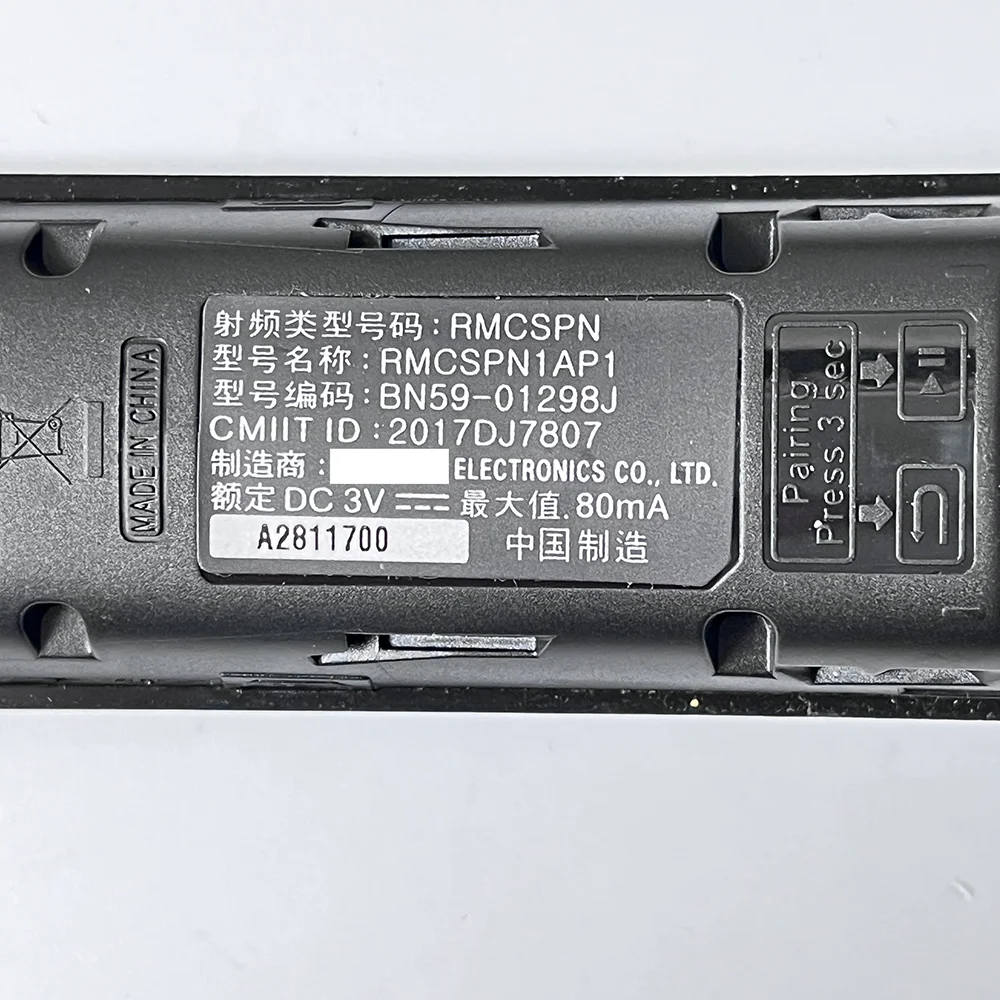 射频类型号码：RMCSPN
型号名称：RMCSPN1AP1
型号编码：BN59-01298J
CMIIT ID：2017DJ7807
制造商： ELECTRONICS CO., LTD.
额定 DC 3V 最大值. 80mA
A2811700 中国制造
MADE IN CHINA
Pairing
Press 3 sec